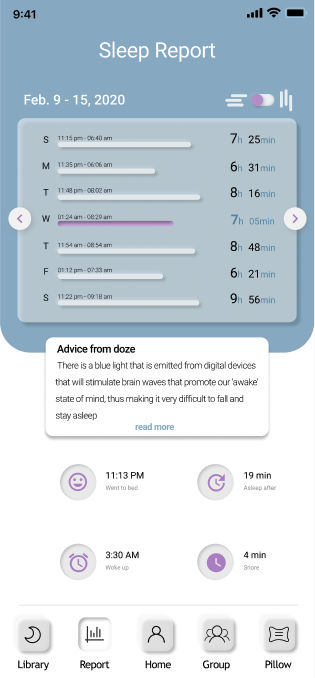 9:41
Sleep Report
Feb. 9 - 15, 2020
S 11:15 pm - 06:40 am 7h 25min
M 11:35 pm - 06:06 am 6h 31min
T 11:48 pm - 08:02 am 8h 16min
W 01:24 am - 08:29 am 7h 05min
T 11:54 am - 08:54 am 8h 48min
F 01:12 pm - 07:33 am 6h 21min
S 11:22 pm - 09:18 am 9h 56min
Advice from doze
There is a blue light that is emitted from digital devices
that will stimulate brain waves that promote our 'awake'
state of mind, thus making it very difficult to fall and
stay asleep
read more
11:13 PM 19 min
Went to bed Asleep after
3:30 AM 4 min
Woke up Snore
Library Report Home Group Pillow